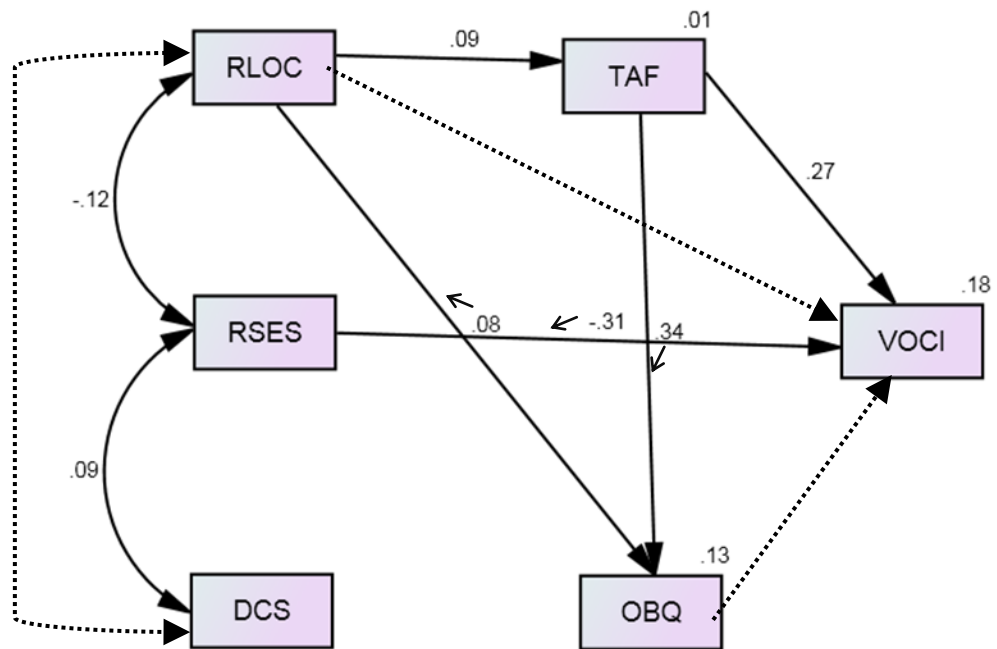 .01
.09
RLOC
TAF
.27
-.12
.18
RSES
.08
-.31
.34
VOCI
.09
.13
DCS
OBQ